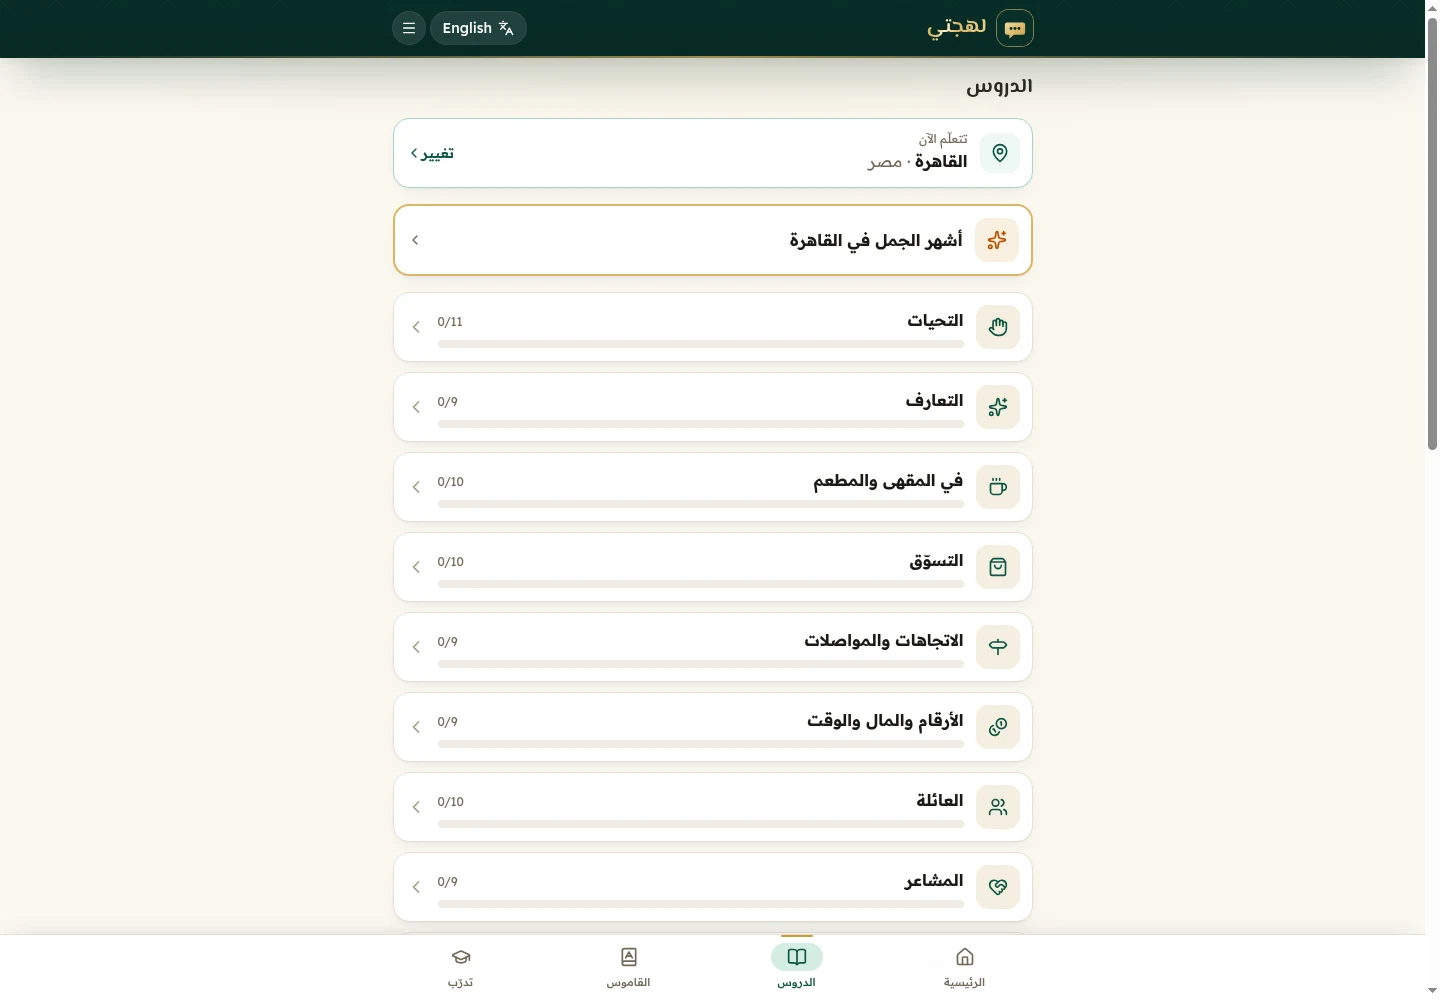 لهجتي
English
الدروس
تتعلّم الآن
القاهرة · مصر
تغيير
أشهر الجمل في القاهرة
التحيات
0/11
التعارف
0/9
في المقهى والمطعم
0/10
التسوّق
0/10
الاتجاهات والمواصلات
0/9
الأرقام والمال والوقت
0/9
العائلة
0/10
المشاعر
0/9
الرئيسية
الدروس
القاموس
تدرّب